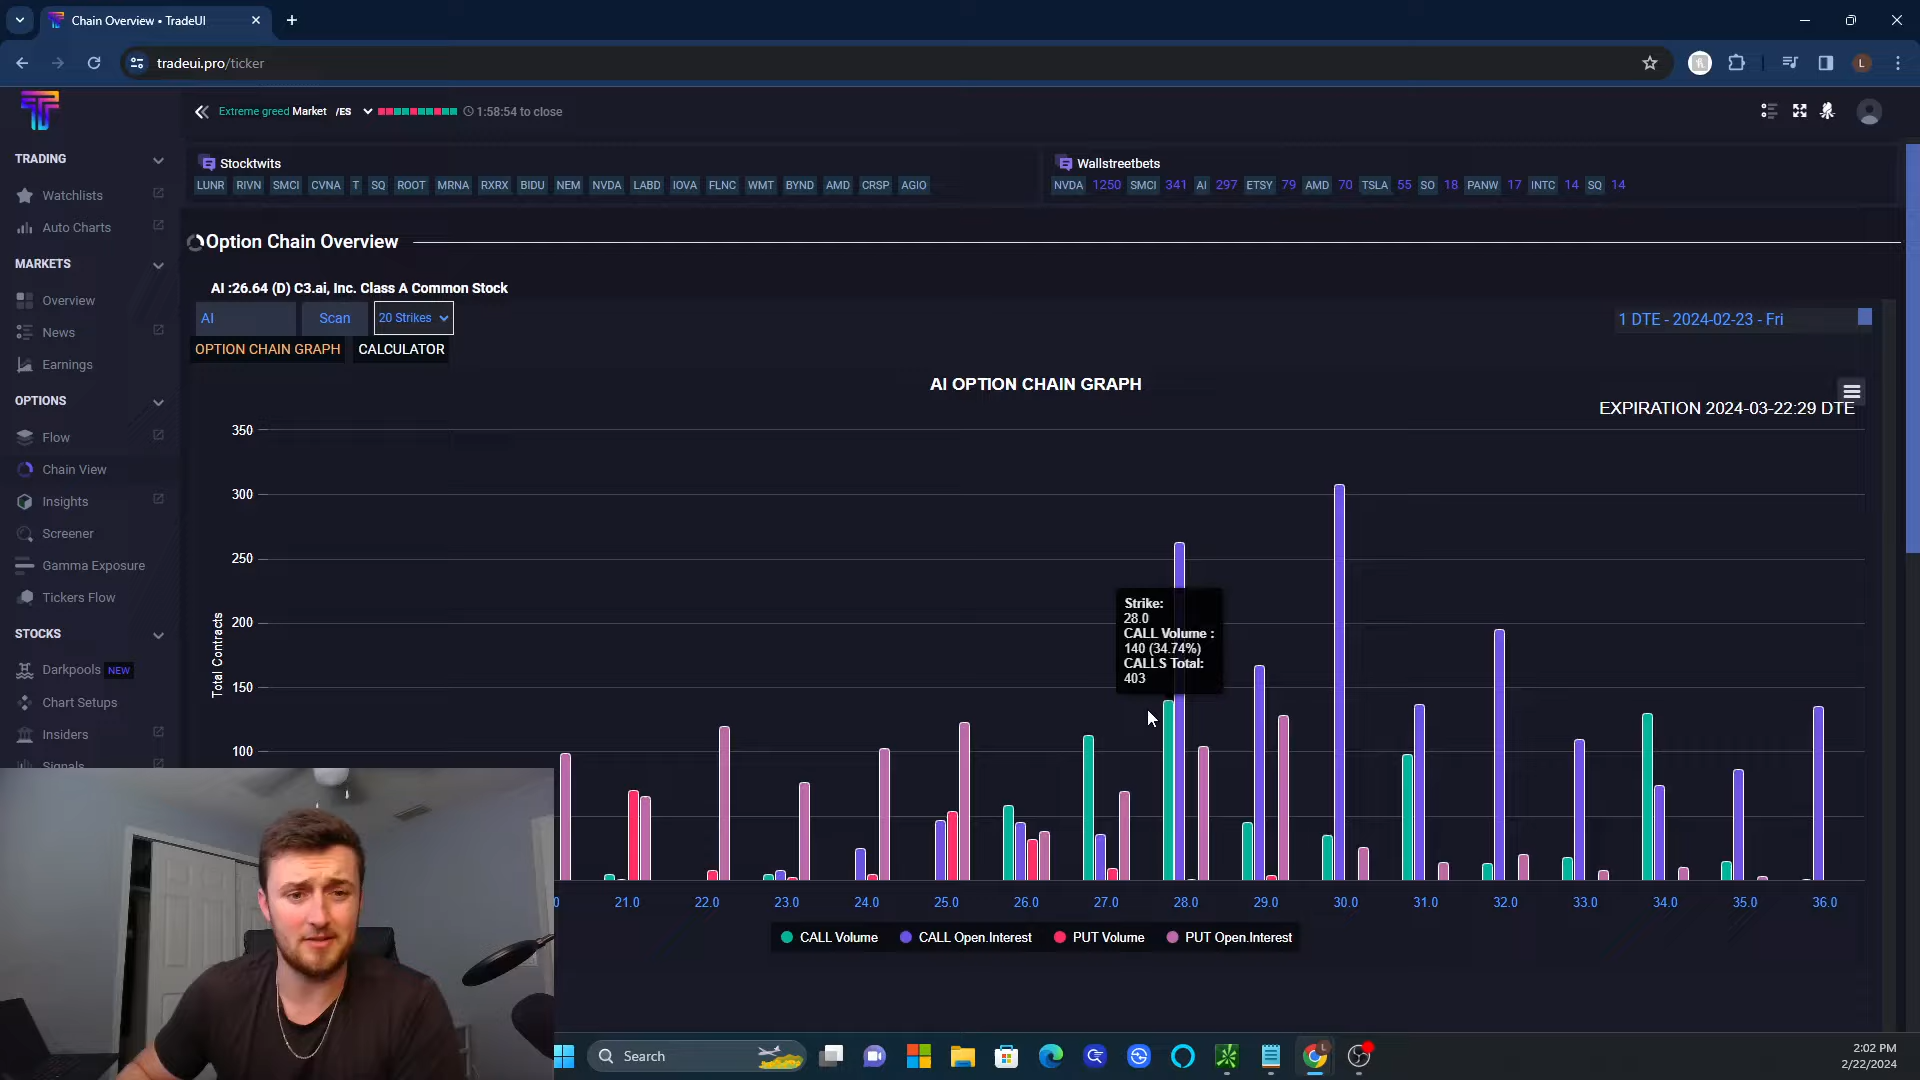 Chain Overview • TradeUI
tradeui.pro/ticker
L
Extreme greed Market /ES 1:58:54 to close
TRADING
Watchlists
Auto Charts
MARKETS
Overview
News
Earnings
OPTIONS
Flow
Chain View
Insights
Screener
Gamma Exposure
Tickers Flow
STOCKS
Darkpools NEW
Chart Setups
Insiders
Signals
Stocktwits
LUNR RIVN SMCI CVNA T SQ ROOT MRNA RXRX BIDU NEM NVDA LABD IOVA FLNC WMT BYND AMD CRSP AGIO
Wallstreetbets
NVDA 1250 SMCI 341 AI 297 ETSY 79 AMD 70 TSLA 55 SO 18 PANW 17 INTC 14 SQ 14
Option Chain Overview
AI :26.64 (D) C3.ai, Inc. Class A Common Stock
AI Scan 20 Strikes
1 DTE - 2024-02-23 - Fri
OPTION CHAIN GRAPH CALCULATOR
AI OPTION CHAIN GRAPH
EXPIRATION 2024-03-22:29 DTE
350
300
250
200
150
100
Total Contracts
Strike:
28.0
CALL Volume :
140 (34.74%)
CALLS Total:
403
0 21.0 22.0 23.0 24.0 25.0 26.0 27.0 28.0 29.0 30.0 31.0 32.0 33.0 34.0 35.0 36.0
CALL Volume CALL Open.Interest PUT Volume PUT Open.Interest
Search
2:02 PM
2/22/2024